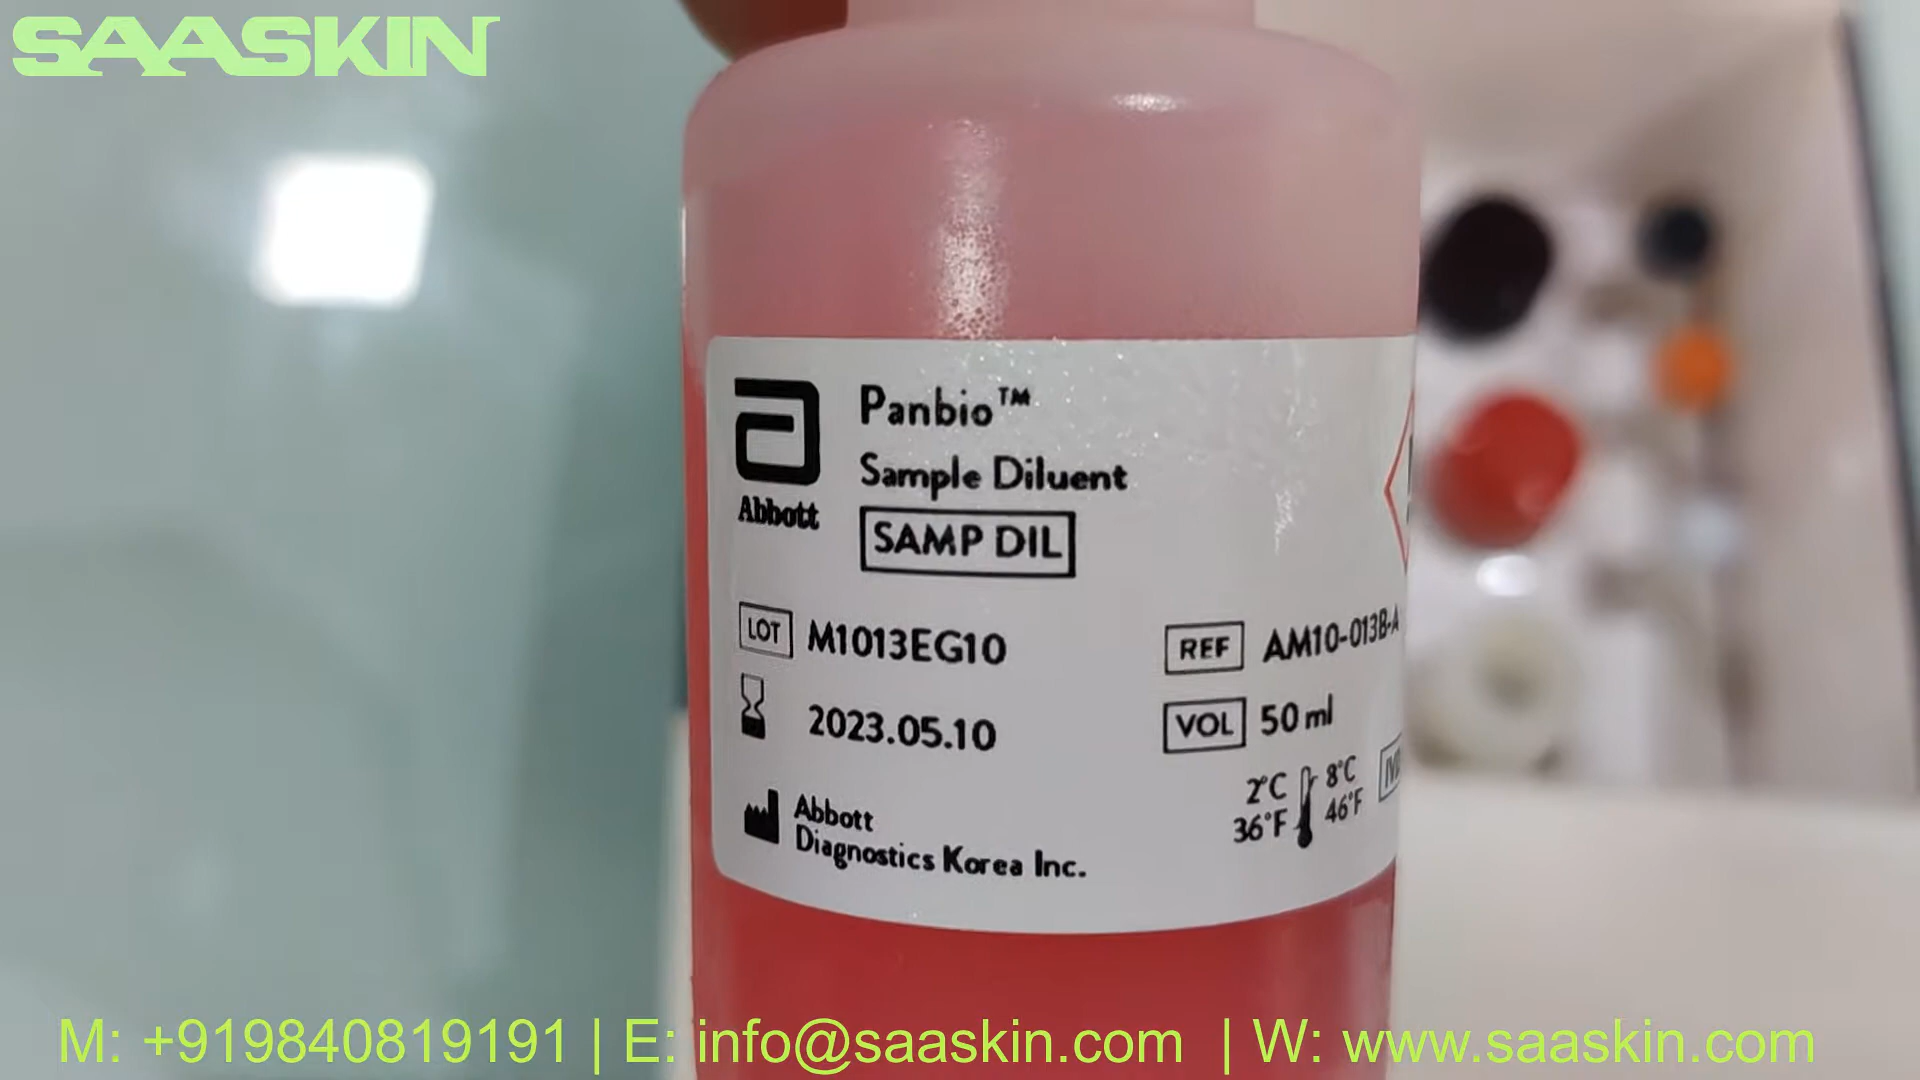 SAASKIN
Panbio™
Sample Diluent
SAMP DIL
Abbott
LOT M1013EG10
REF AM10-013B-A
2023.05.10
VOL 50 ml
2°C 8°C
36°F 46°F
IVD
Abbott
Diagnostics Korea Inc.
M: +919840819191 | E: info@saaskin.com | W: www.saaskin.com